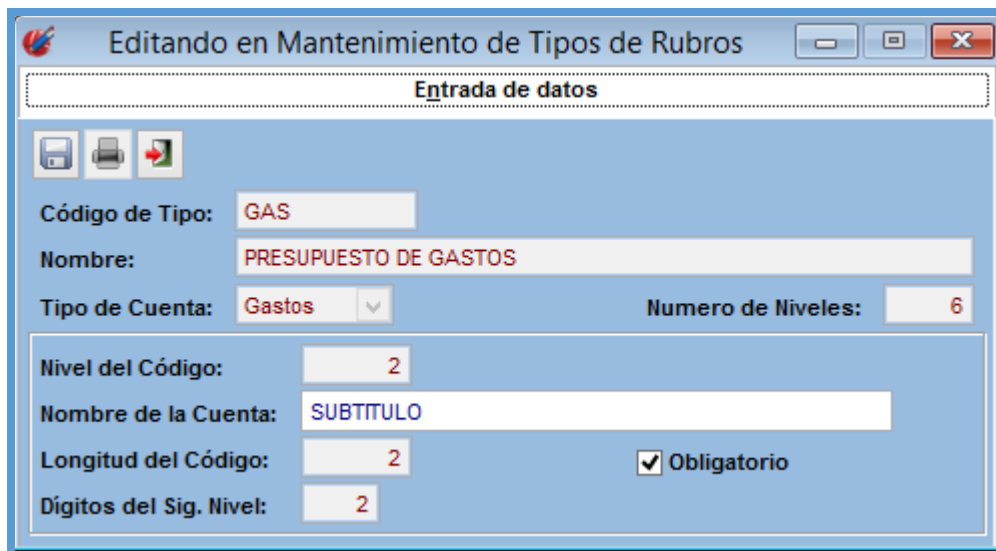 Editando en Mantenimiento de Tipos de Rubros
Entrada de datos
Código de Tipo: GAS
Nombre: PRESUPUESTO DE GASTOS
Tipo de Cuenta: Gastos Numero de Niveles: 6
Nivel del Código: 2
Nombre de la Cuenta: SUBTITULO
Longitud del Código: 2 Obligatorio
Dígitos del Sig. Nivel: 2